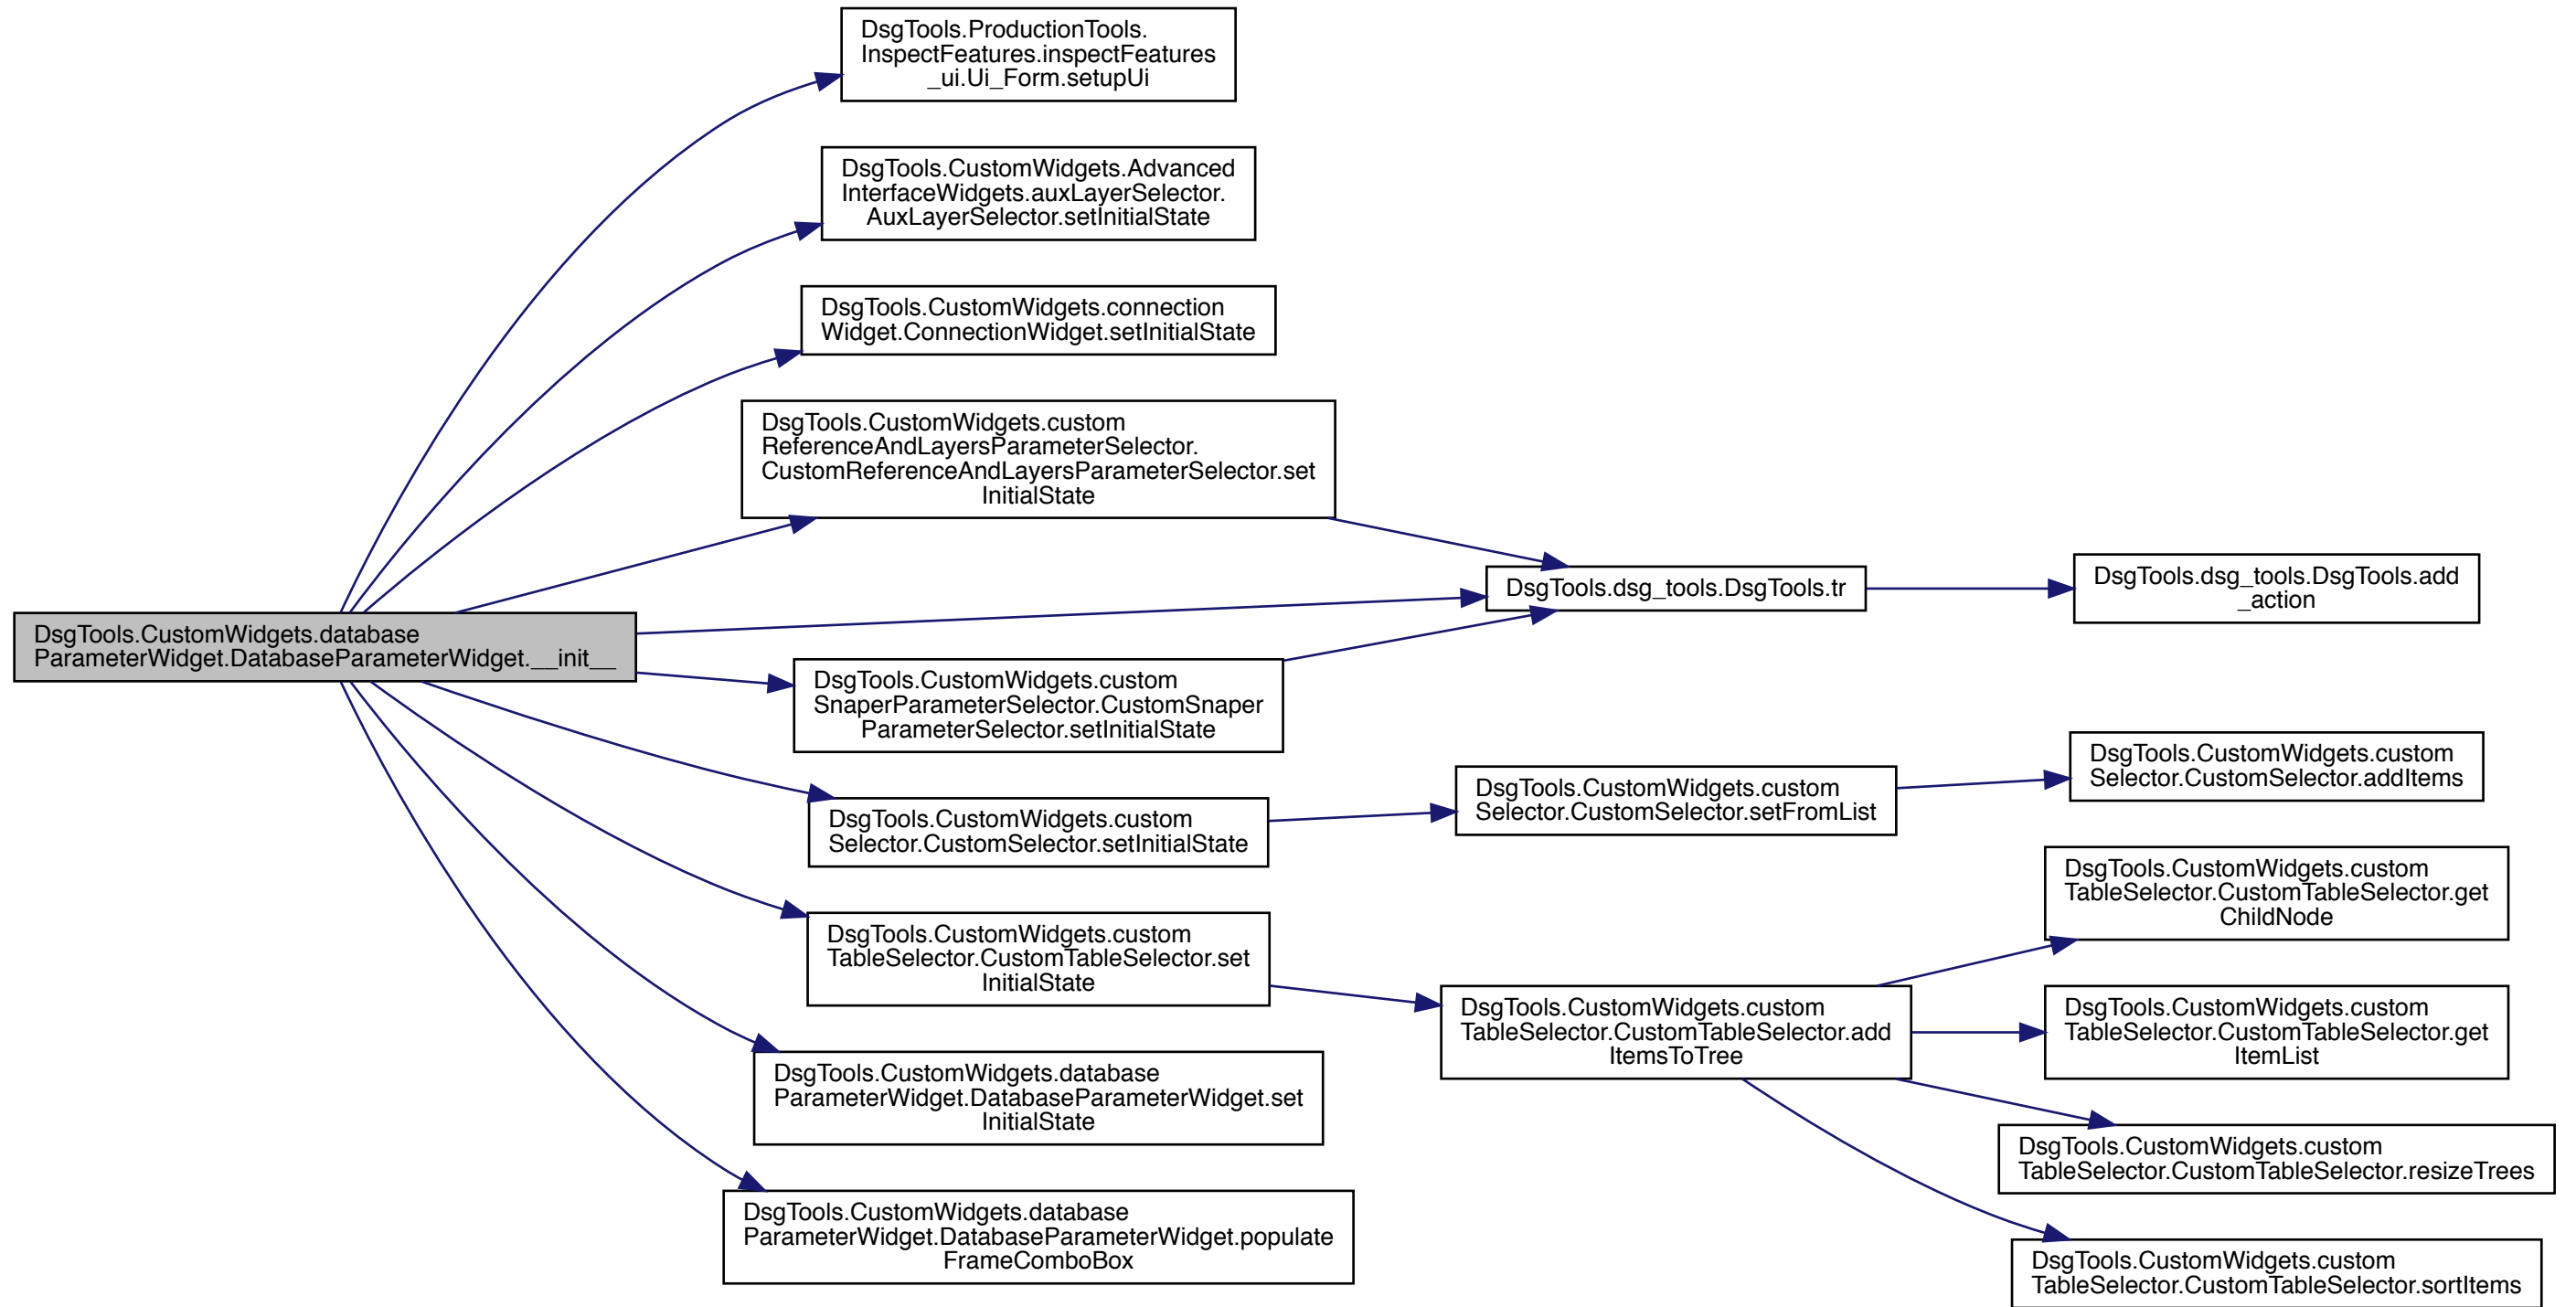 DsgTools.ProductionTools.
InspectFeatures.inspectFeatures
_ui.Ui_Form.setupUi
DsgTools.CustomWidgets.Advanced
InterfaceWidgets.auxLayerSelector.
AuxLayerSelector.setInitialState
DsgTools.CustomWidgets.connection
Widget.ConnectionWidget.setInitialState
DsgTools.CustomWidgets.custom
ReferenceAndLayersParameterSelector.
CustomReferenceAndLayersParameterSelector.set
InitialState
DsgTools.dsg_tools.DsgTools.tr
DsgTools.dsg_tools.DsgTools.add
_action
DsgTools.CustomWidgets.database
ParameterWidget.DatabaseParameterWidget.__init__
DsgTools.CustomWidgets.custom
SnaperParameterSelector.CustomSnaper
ParameterSelector.setInitialState
DsgTools.CustomWidgets.custom
Selector.CustomSelector.setInitialState
DsgTools.CustomWidgets.custom
Selector.CustomSelector.setFromList
DsgTools.CustomWidgets.custom
Selector.CustomSelector.addItems
DsgTools.CustomWidgets.custom
TableSelector.CustomTableSelector.set
InitialState
DsgTools.CustomWidgets.custom
TableSelector.CustomTableSelector.add
ItemsToTree
DsgTools.CustomWidgets.custom
TableSelector.CustomTableSelector.get
ChildNode
DsgTools.CustomWidgets.custom
TableSelector.CustomTableSelector.get
ItemList
DsgTools.CustomWidgets.custom
TableSelector.CustomTableSelector.resizeTrees
DsgTools.CustomWidgets.custom
TableSelector.CustomTableSelector.sortItems
DsgTools.CustomWidgets.database
ParameterWidget.DatabaseParameterWidget.set
InitialState
DsgTools.CustomWidgets.database
ParameterWidget.DatabaseParameterWidget.populate
FrameComboBox